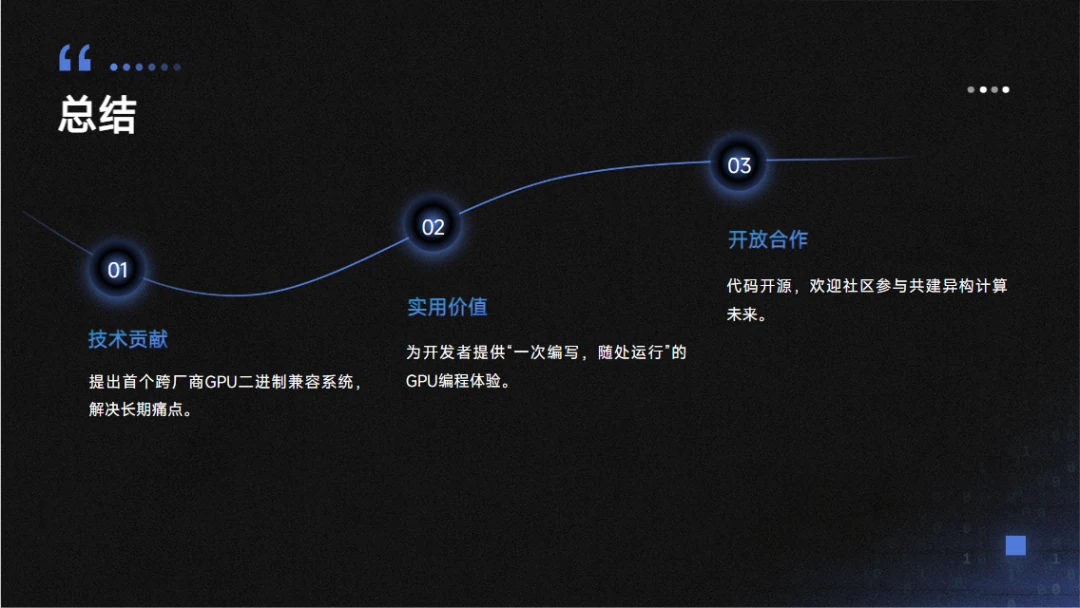 总结
01
技术贡献
提出首个跨厂商GPU二进制兼容系统，
解决长期痛点。
02
实用价值
为开发者提供“一次编写，随处运行”的
GPU编程体验。
03
开放合作
代码开源，欢迎社区参与共建异构计算
未来。